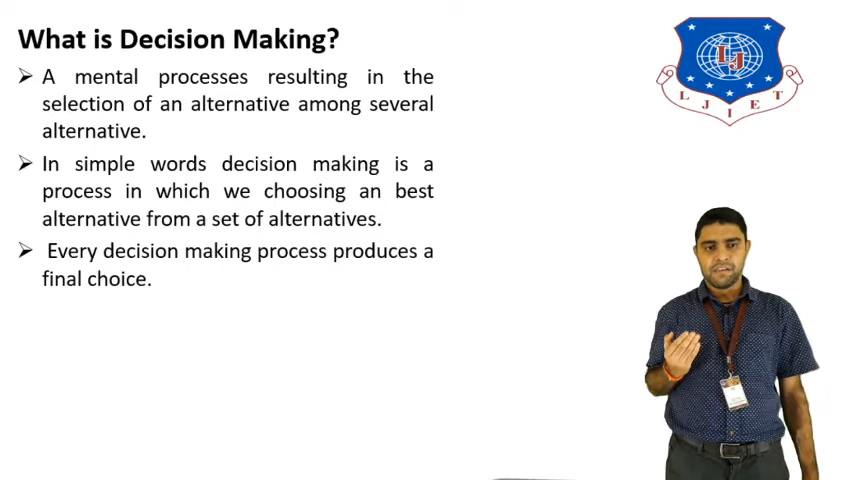 What is Decision Making?
➢ A mental processes resulting in the
selection of an alternative among several
alternative.
➢ In simple words decision making is a
process in which we choosing an best
alternative from a set of alternatives.
➢ Every decision making process produces a
final choice.
LJ
LJIET